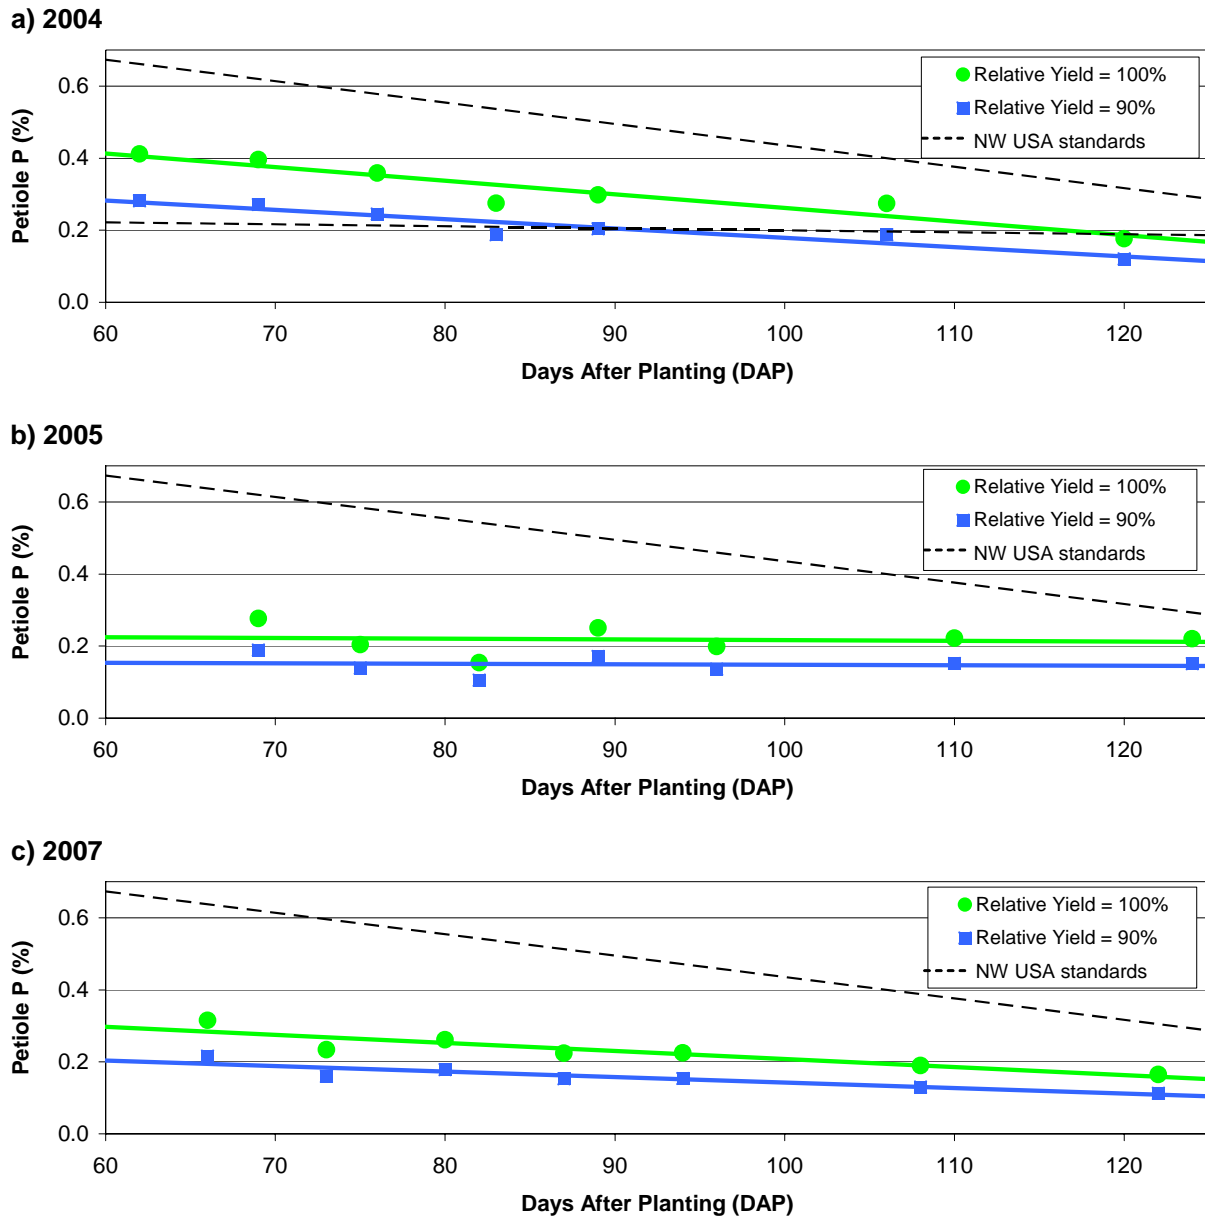 a) 2004
Petiole P (%)
0.6
0.4
0.2
0.0
Relative Yield = 100%
Relative Yield = 90%
NW USA standards
60 70 80 90 100 110 120
Days After Planting (DAP)
b) 2005
Petiole P (%)
0.6
0.4
0.2
0.0
Relative Yield = 100%
Relative Yield = 90%
NW USA standards
60 70 80 90 100 110 120
Days After Planting (DAP)
c) 2007
Petiole P (%)
0.6
0.4
0.2
0.0
Relative Yield = 100%
Relative Yield = 90%
NW USA standards
60 70 80 90 100 110 120
Days After Planting (DAP)